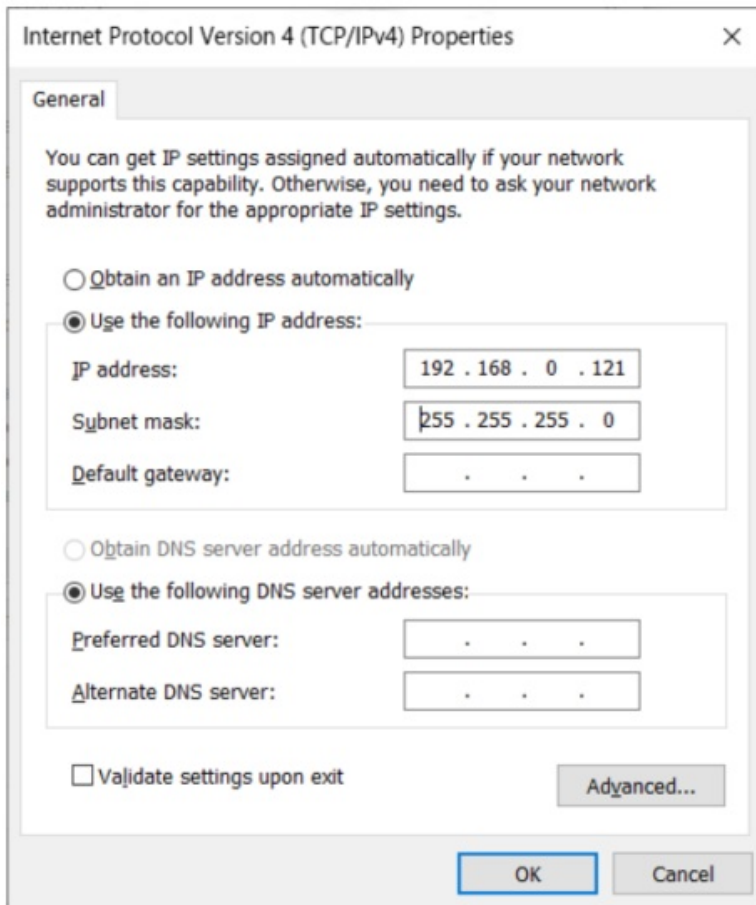 Internet Protocol Version 4 (TCP/IPv4) Properties
General
You can get IP settings assigned automatically if your network
supports this capability. Otherwise, you need to ask your network
administrator for the appropriate IP settings.
Obtain an IP address automatically
Use the following IP address:
IP address: 192 . 168 . 0 . 121
Subnet mask: 255 . 255 . 255 . 0
Default gateway: . . .
Obtain DNS server address automatically
Use the following DNS server addresses:
Preferred DNS server: . . .
Alternate DNS server: . . .
Validate settings upon exit
Advanced...
OK Cancel